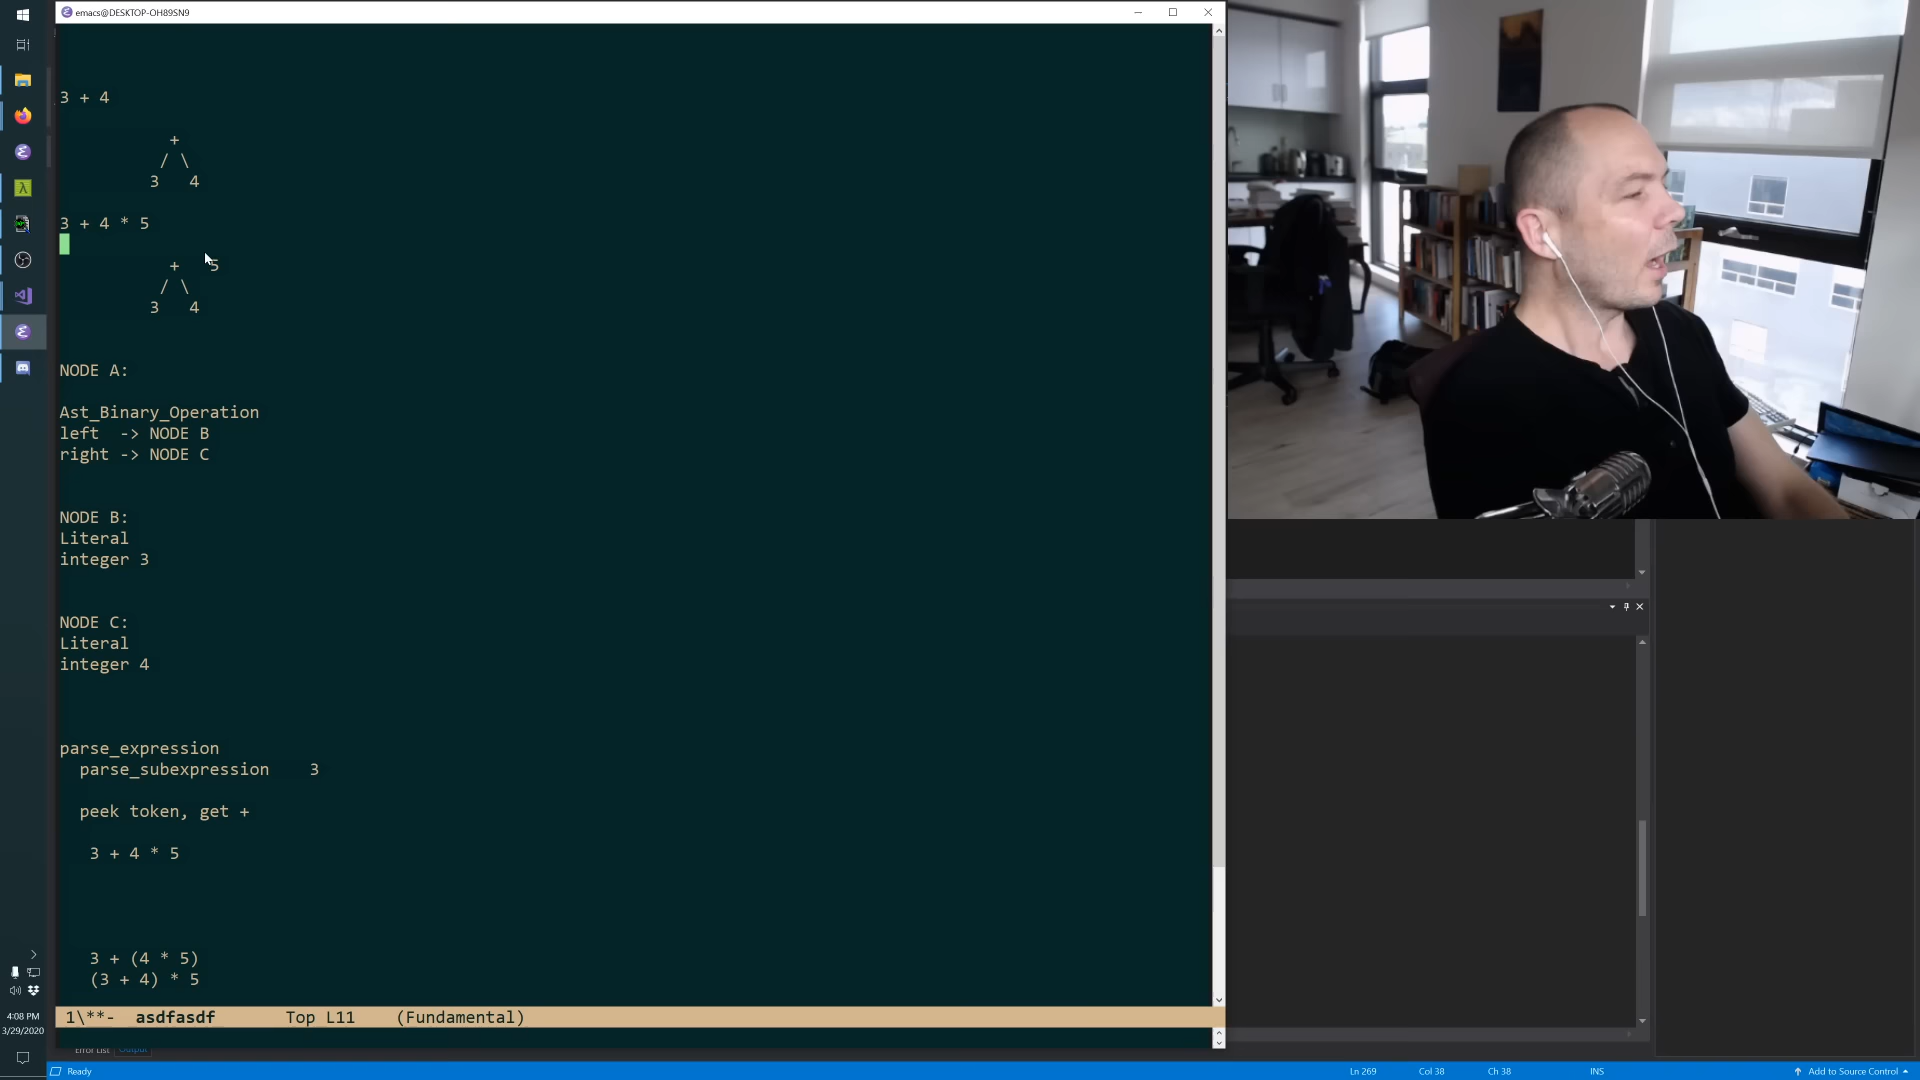 emacs@DESKTOP-OH89SN9
3 + 4
+
/ \
3 4
3 + 4 * 5
+ 5
/ \
3 4
NODE A:
Ast_Binary_Operation
left -> NODE B
right -> NODE C
NODE B:
Literal
integer 3
NODE C:
Literal
integer 4
parse_expression
parse_subexpression 3
peek token, get +
3 + 4 * 5
3 + (4 * 5)
(3 + 4) * 5
1\**- asdfasdf Top L11 (Fundamental)
4:08 PM
3/29/2020
Error List Output
Ready Ln 269 Col 38 Ch 38 INS Add to Source Control